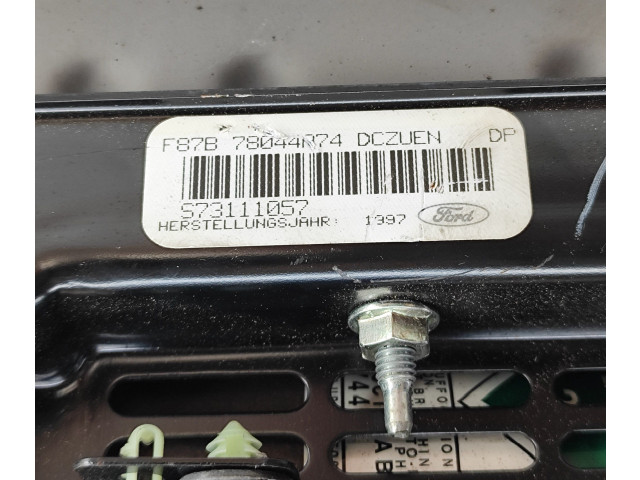 F87B 78044A74 DCZUEN DP
S73111057
HERSTELLUNGSJAHR: 1997 Ford